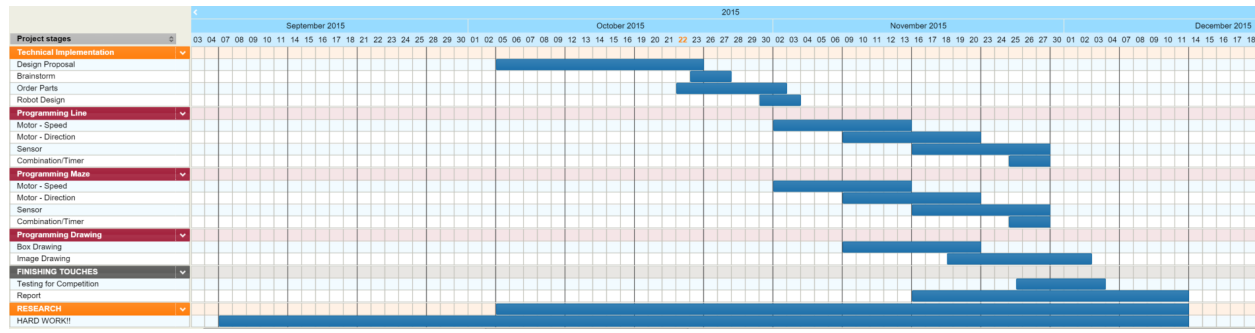 2015
September 2015 October 2015 November 2015 December 2015
Project stages 03 04 07 08 09 10 11 14 15 16 17 18 21 22 23 24 25 28 29 30 01 02 05 06 07 08 09 12 13 14 15 16 19 20 21 22 23 26 27 28 29 30 02 03 04 05 06 09 10 11 12 13 16 17 18 19 20 23 24 25 26 27 30 01 02 03 04 07 08 09 10 11 14 15 16 17 18
Technical Implementation
Design Proposal
Brainstorm
Order Parts
Robot Design
Programming Line
Motor - Speed
Motor - Direction
Sensor
Combination/Timer
Programming Maze
Motor - Speed
Motor - Direction
Sensor
Combination/Timer
Programming Drawing
Box Drawing
Image Drawing
FINISHING TOUCHES
Testing for Competition
Report
RESEARCH
HARD WORK!!